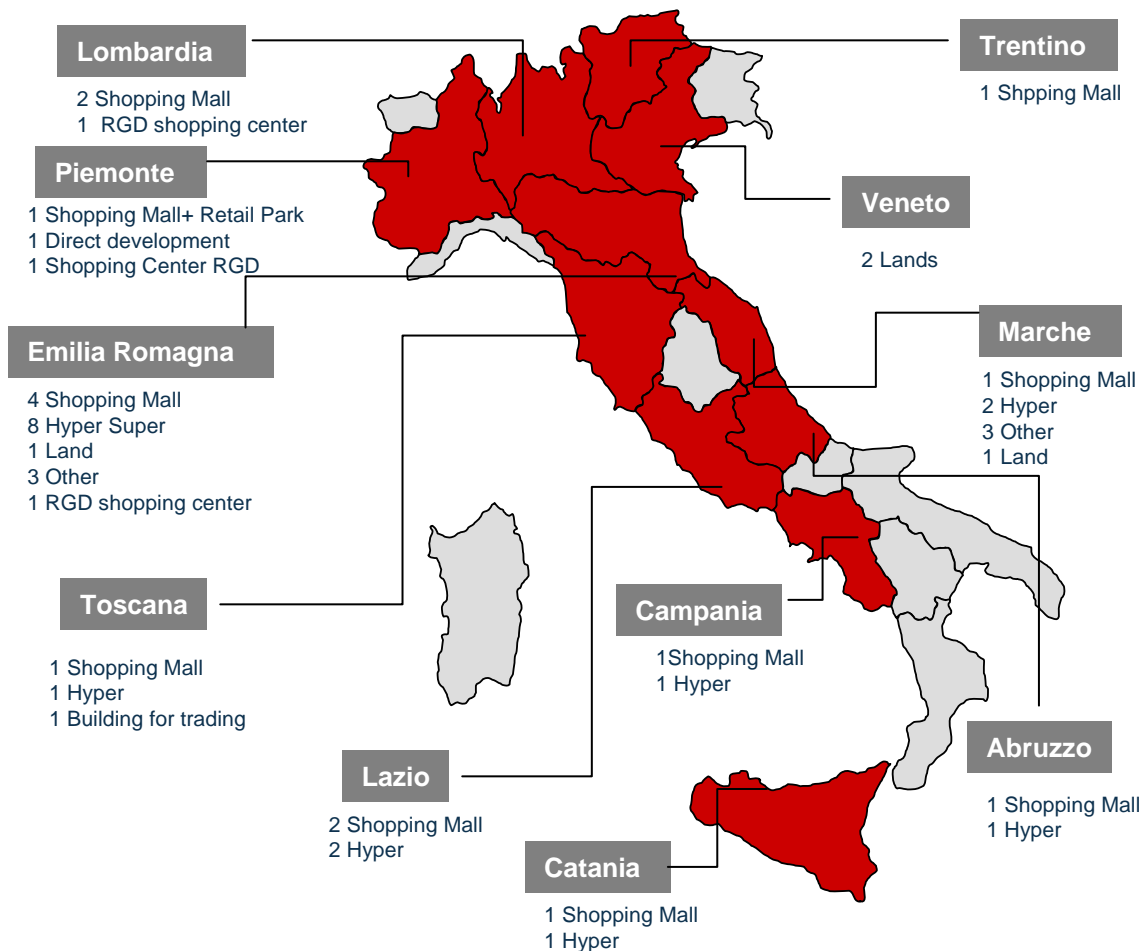 Lombardia
2 Shopping Mall
1 RGD shopping center
Trentino
1 Shpping Mall
Piemonte
1 Shopping Mall+ Retail Park
1 Direct development
1 Shopping Center RGD
Veneto
2 Lands
Emilia Romagna
4 Shopping Mall
8 Hyper Super
1 Land
3 Other
1 RGD shopping center
Marche
1 Shopping Mall
2 Hyper
3 Other
1 Land
Toscana
1 Shopping Mall
1 Hyper
1 Building for trading
Campania
1Shopping Mall
1 Hyper
Lazio
2 Shopping Mall
2 Hyper
Abruzzo
1 Shopping Mall
1 Hyper
Catania
1 Shopping Mall
1 Hyper